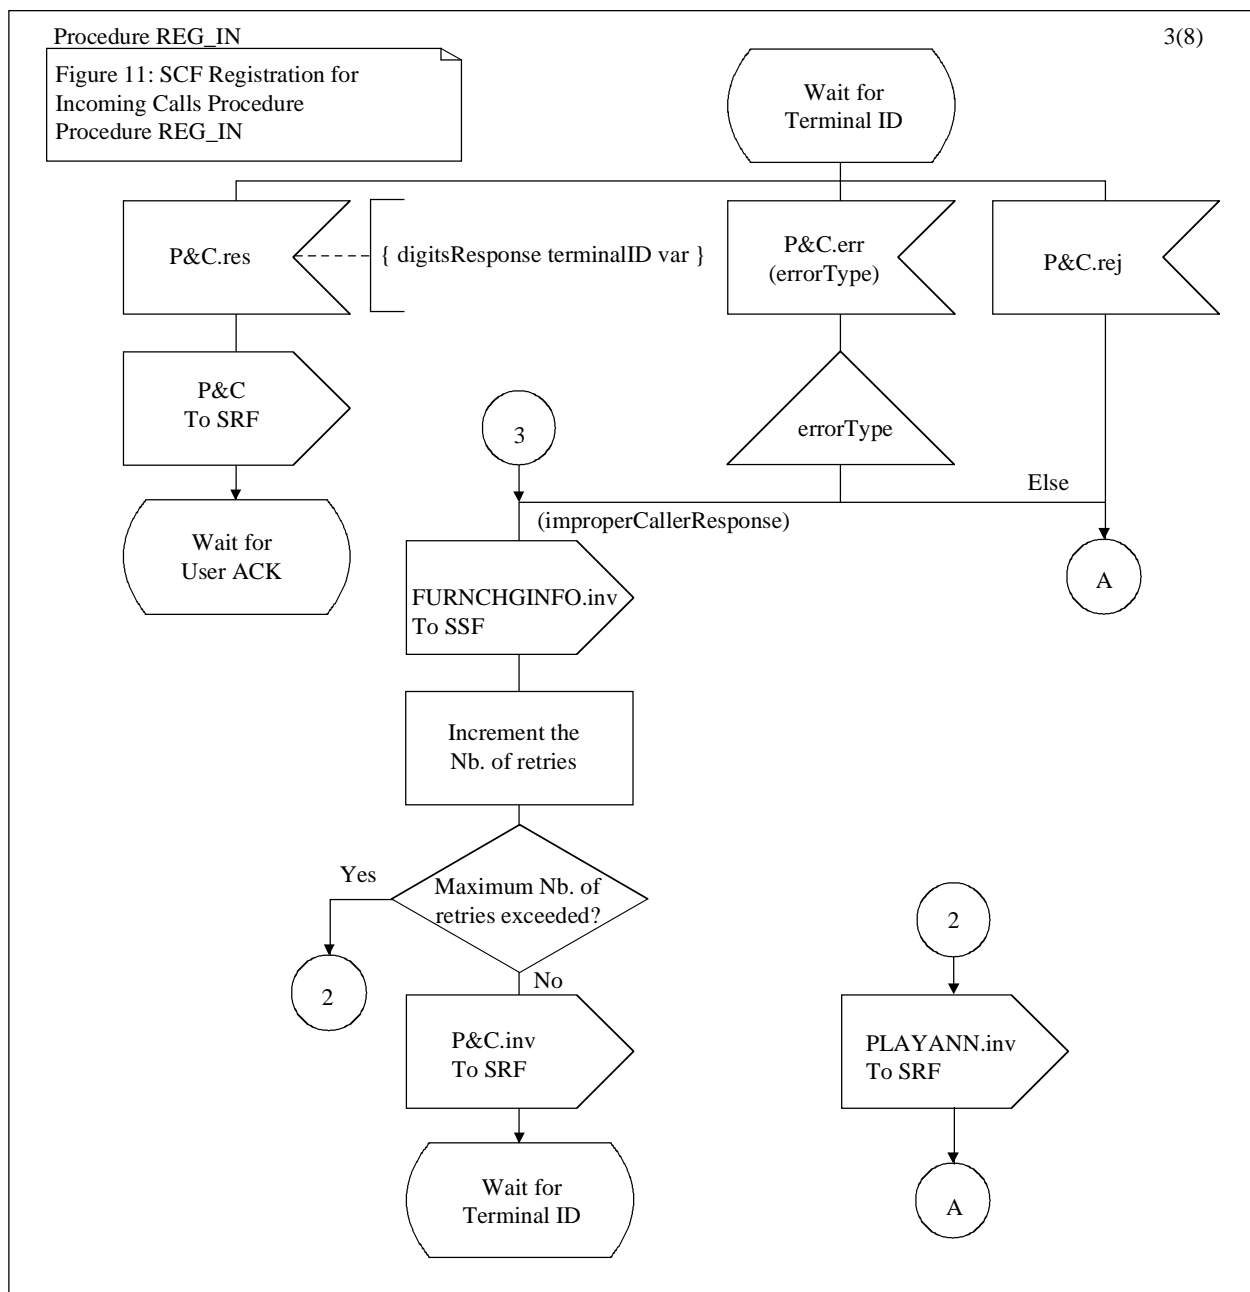 Procedure REG_IN
3(8)
Figure 11: SCF Registration for
Incoming Calls Procedure
Procedure REG_IN
Wait for
Terminal ID
P&C.res
{ digitsResponse terminalID var }
P&C.err
(errorType)
P&C.rej
P&C
To SRF
3
errorType
Else
(improperCallerResponse)
Wait for
User ACK
A
FURNCHGINFO.inv
To SSF
Increment the
Nb. of retries
Yes
Maximum Nb. of
retries exceeded?
2
2
No
P&C.inv
To SRF
PLAYANN.inv
To SRF
Wait for
Terminal ID
A